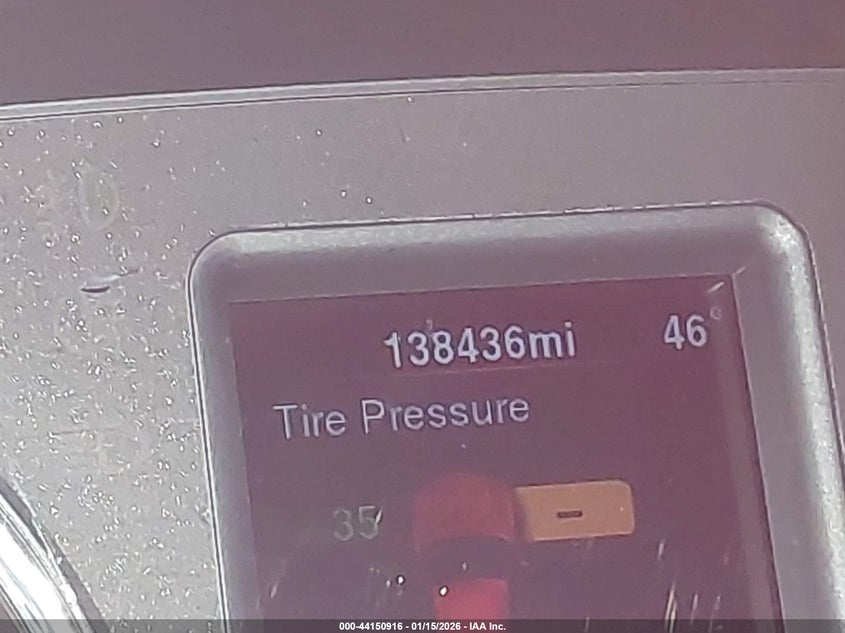 138436mi 46°
Tire Pressure
35 -
000-44150916 - 01/15/2026 - IAA Inc.